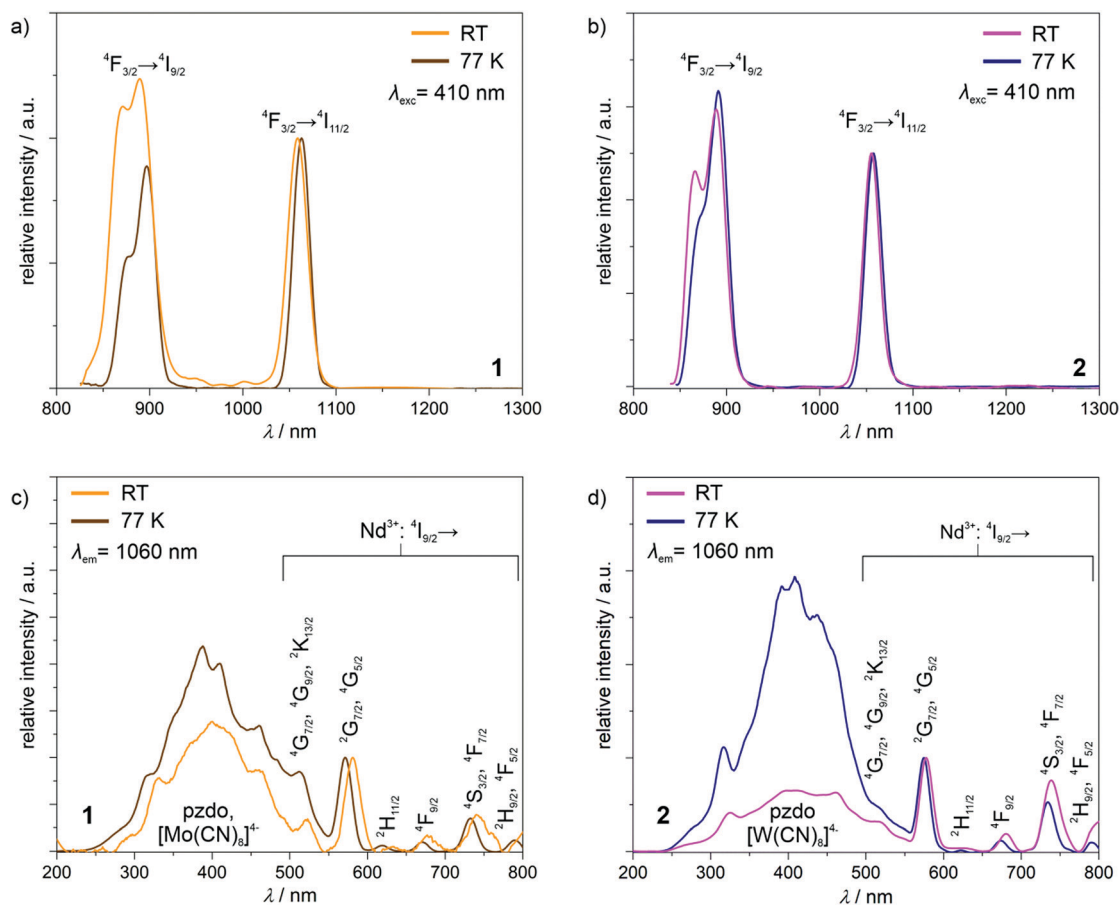 a)
RT
77 K
λexc= 410 nm
⁴F₃/₂→⁴I₉/₂
⁴F₃/₂→⁴I₁₁/₂
relative intensity / a.u.
1
800 900 1000 1100 1200 1300
λ / nm
b)
RT
77 K
λexc= 410 nm
⁴F₃/₂→⁴I₉/₂
⁴F₃/₂→⁴I₁₁/₂
relative intensity / a.u.
2
800 900 1000 1100 1200 1300
λ / nm
c)
RT
77 K
λem= 1060 nm
Nd³⁺: ⁴I₉/₂→
⁴G₇/₂, ⁴G₉/₂, ²K₁₃/₂
²G₇/₂, ⁴G₅/₂
²H₁₁/₂
⁴F₉/₂
⁴S₃/₂, ⁴F₇/₂
²H₉/₂, ⁴F₅/₂
relative intensity / a.u.
1
pzdo,
[Mo(CN)₈]⁴⁻
200 300 400 500 600 700 800
λ / nm
d)
RT
77 K
λem= 1060 nm
Nd³⁺: ⁴I₉/₂→
⁴G₇/₂, ⁴G₉/₂, ²K₁₃/₂
²G₇/₂, ⁴G₅/₂
²H₁₁/₂
⁴F₉/₂
⁴S₃/₂, ⁴F₇/₂
²H₉/₂, ⁴F₅/₂
relative intensity / a.u.
2
pzdo
[W(CN)₈]⁴⁻
200 300 400 500 600 700 800
λ / nm